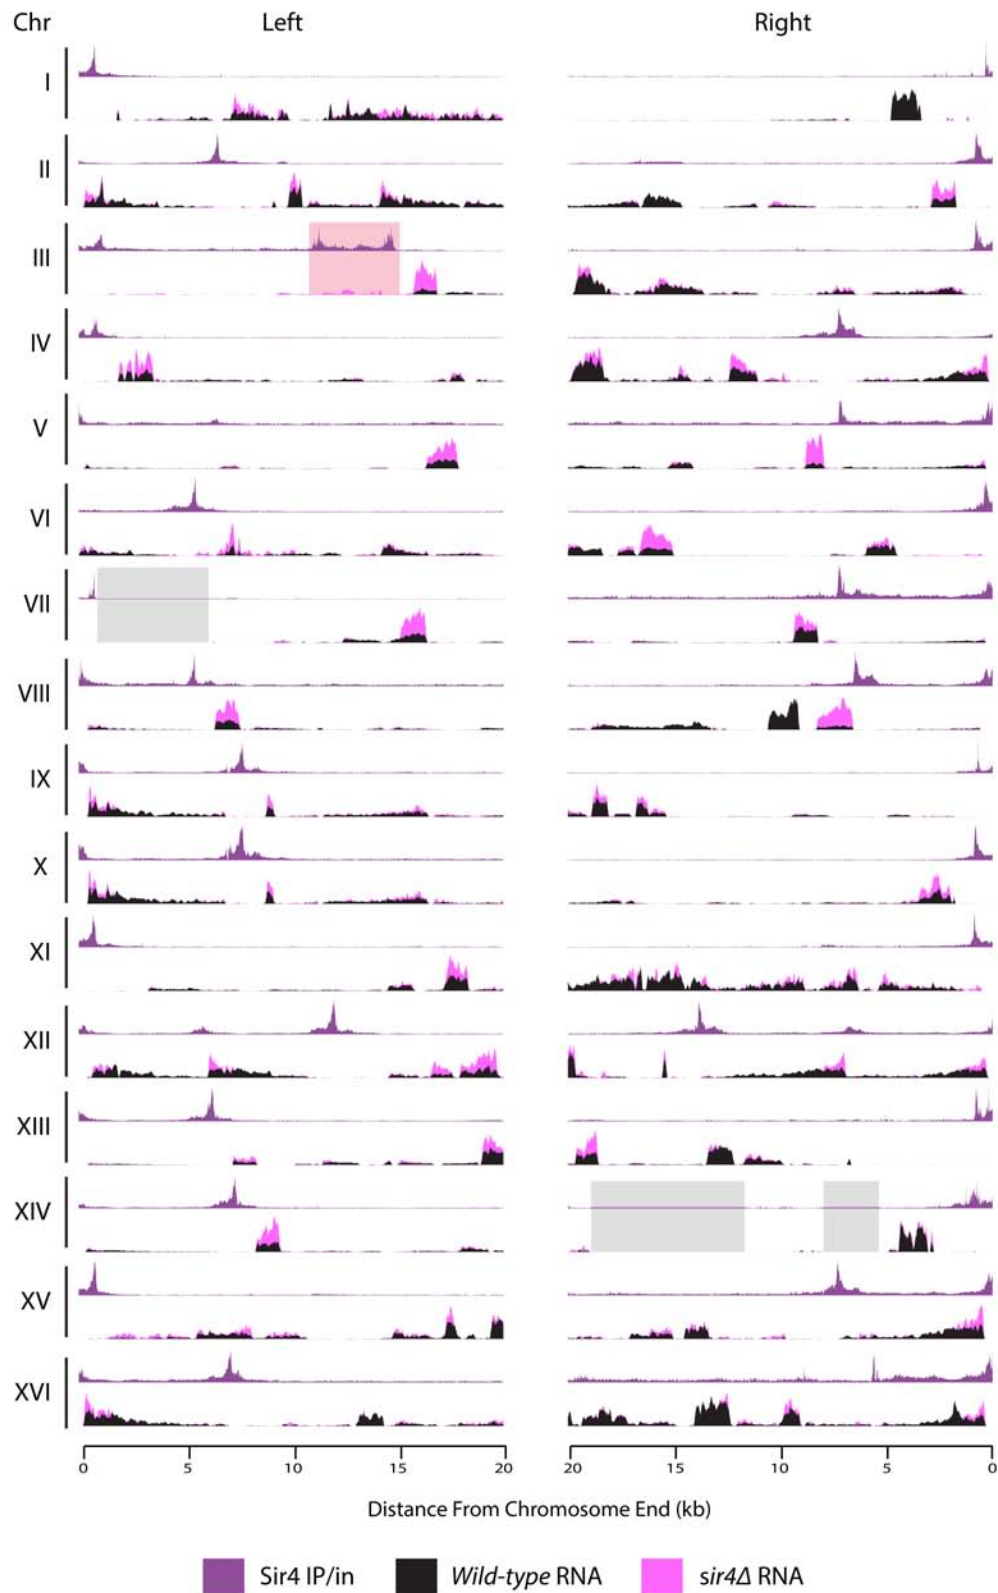 Chr Left Right
I
II
III
IV
V
VI
VII
VIII
IX
X
XI
XII
XIII
XIV
XV
XVI
0 5 10 15 20 20 15 10 5 0
Distance From Chromosome End (kb)
Sir4 IP/in Wild-type RNA sir4Δ RNA